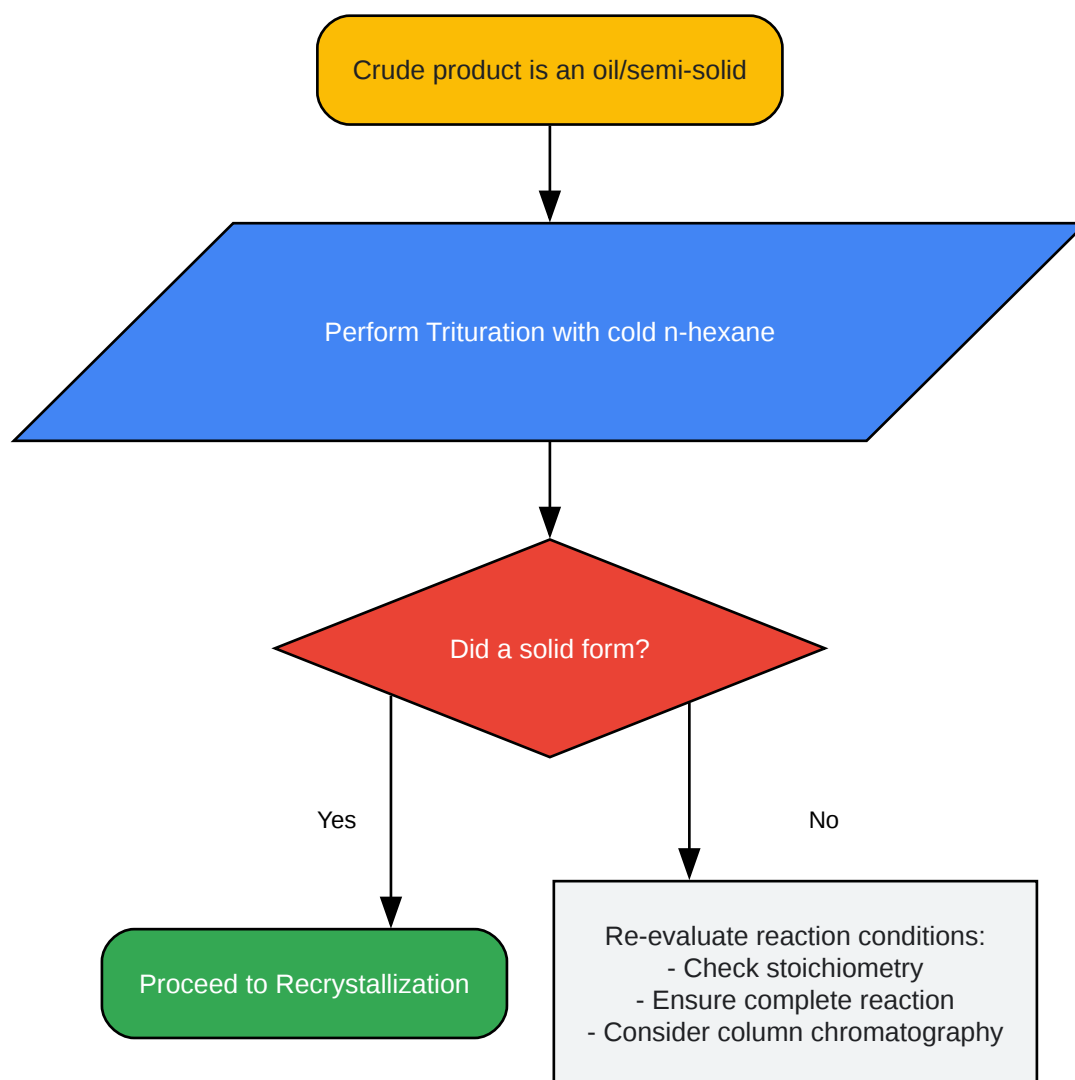 Crude product is an oil/semi-solid
Perform Trituration with cold n-hexane
Did a solid form?
Yes
No
Proceed to Recrystallization
Re-evaluate reaction conditions:
- Check stoichiometry
- Ensure complete reaction
- Consider column chromatography